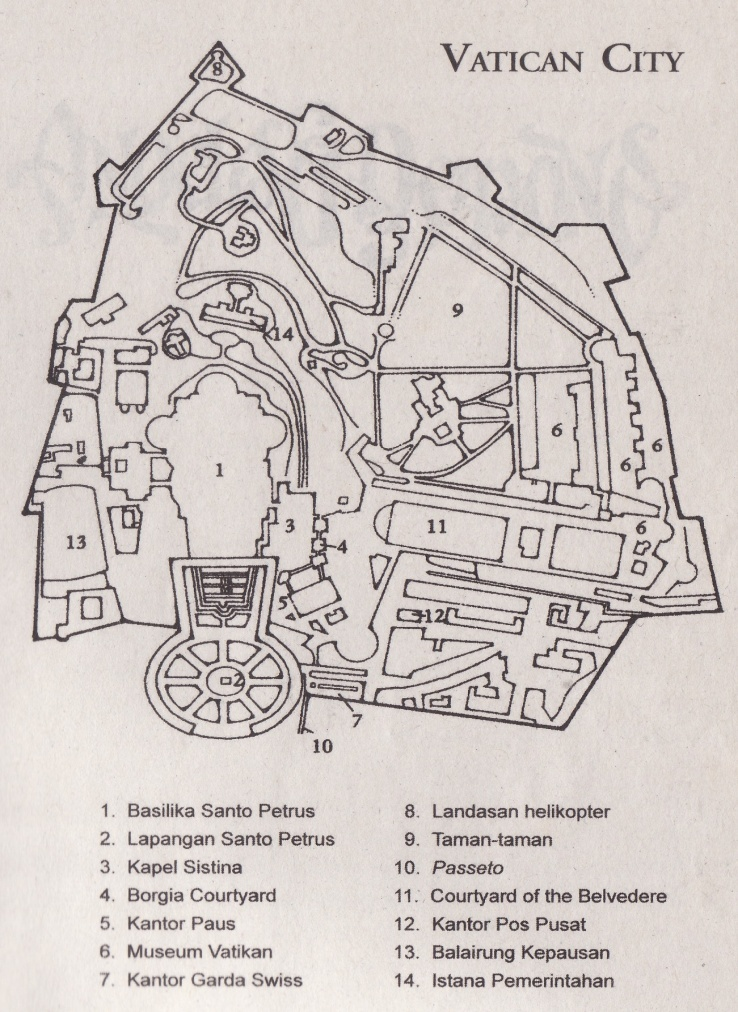 VATICAN CITY
8
9
14
6
6
6
1
11
3
6
13
4
5
12
7
2
7
10
1. Basilika Santo Petrus
2. Lapangan Santo Petrus
3. Kapel Sistina
4. Borgia Courtyard
5. Kantor Paus
6. Museum Vatikan
7. Kantor Garda Swiss
8. Landasan helikopter
9. Taman-taman
10. Passeto
11. Courtyard of the Belvedere
12. Kantor Pos Pusat
13. Balairung Kepausan
14. Istana Pemerintahan